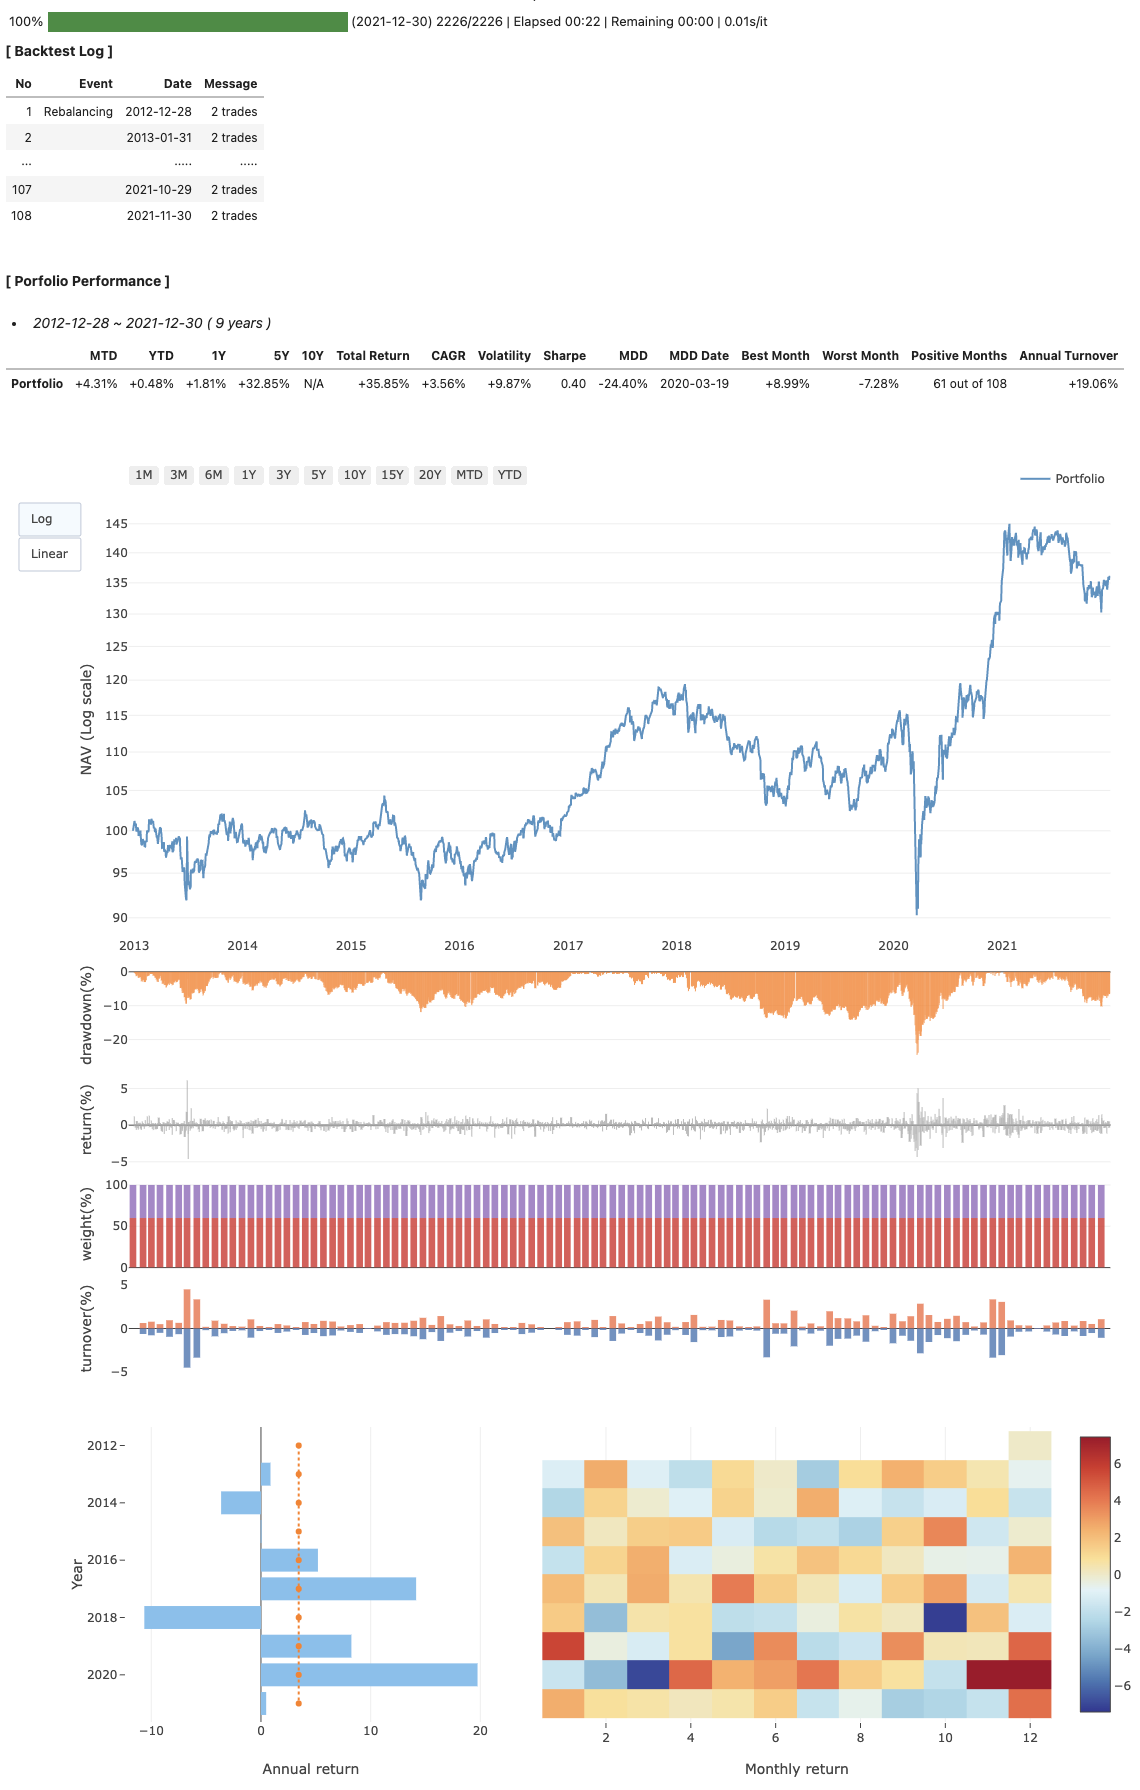 100% (2021-12-30) 2226/2226 | Elapsed 00:22 | Remaining 00:00 | 0.01s/it
[ Backtest Log ]
No Event Date Message
1 Rebalancing 2012-12-28 2 trades
2 2013-01-31 2 trades
... ..... .....
107 2021-10-29 2 trades
108 2021-11-30 2 trades
[ Porfolio Performance ]
• 2012-12-28 ~ 2021-12-30 ( 9 years )
MTD YTD 1Y 5Y 10Y Total Return CAGR Volatility Sharpe MDD MDD Date Best Month Worst Month Positive Months Annual Turnover
Portfolio +4.31% +0.48% +1.81% +32.85% N/A +35.85% +3.56% +9.87% 0.40 -24.40% 2020-03-19 +8.99% -7.28% 61 out of 108 +19.06%
1M 3M 6M 1Y 3Y 5Y 10Y 15Y 20Y MTD YTD
Portfolio
Log
Linear
NAV (Log scale)
145
140
135
130
125
120
115
110
105
100
95
90
2013 2014 2015 2016 2017 2018 2019 2020 2021
drawdown(%)
0
−10
−20
return(%)
5
0
−5
weight(%)
100
50
0
turnover(%)
5
0
−5
Year
2012
2014
2016
2018
2020
−10 0 10 20
Annual return
2 4 6 8 10 12
Monthly return
6
4
2
0
−2
−4
−6